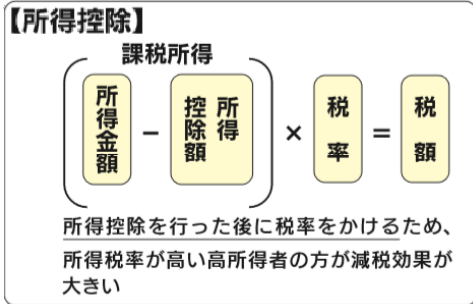 【所得控除】
課税所得
(所得金額 − 所得控除額) × 税率 = 税額
所得控除を行った後に税率をかけるため、
所得税率が高い高所得者の方が減税効果が
大きい